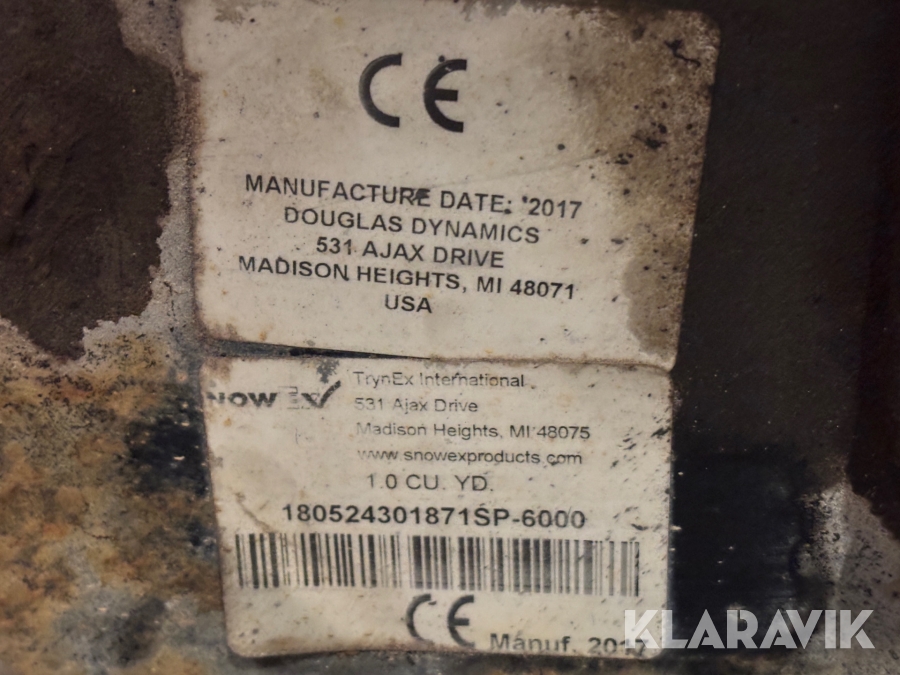 CE
MANUFACTURE DATE: '2017
DOUGLAS DYNAMICS
531 AJAX DRIVE
MADISON HEIGHTS, MI 48071
USA
NOWEX
TrynEx International
531 Ajax Drive
Madison Heights, MI 48075
www.snowexproducts.com
1.0 CU. YD.
180524301871SP-6000
CE
Manuf. 2017
KLARAVIK